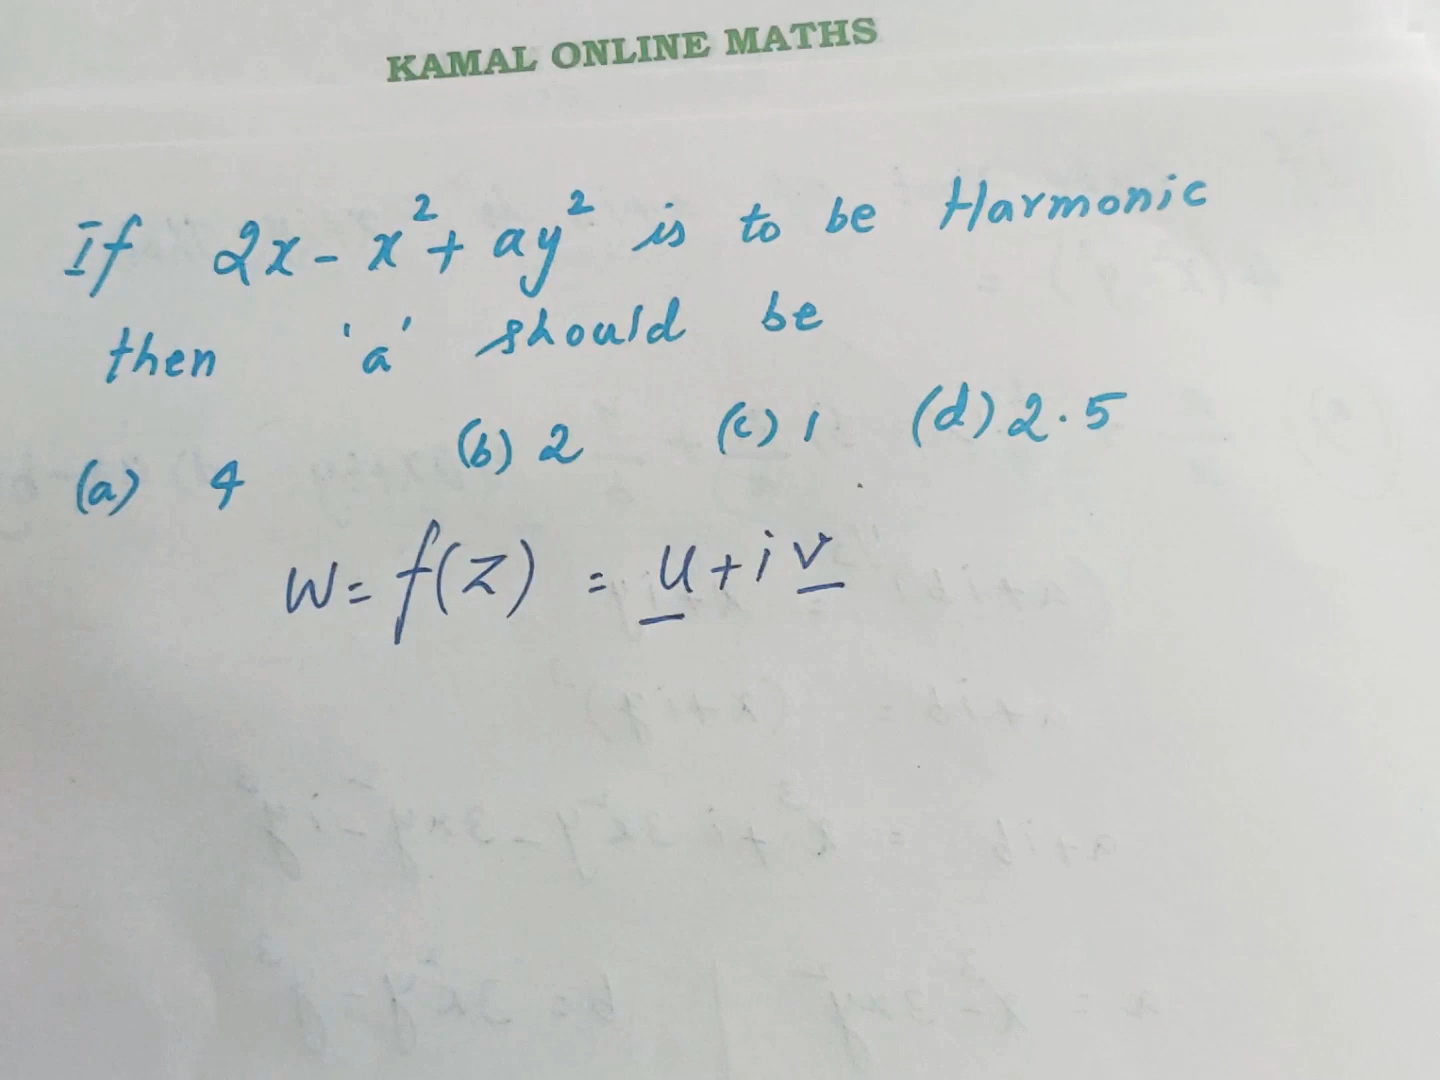 KAMAL ONLINE MATHS
If 2x - x² + ay² is to be Harmonic
then 'a' should be
(a) 4 (b) 2 (c) 1 (d) 2.5
W = f(z) = u + iv